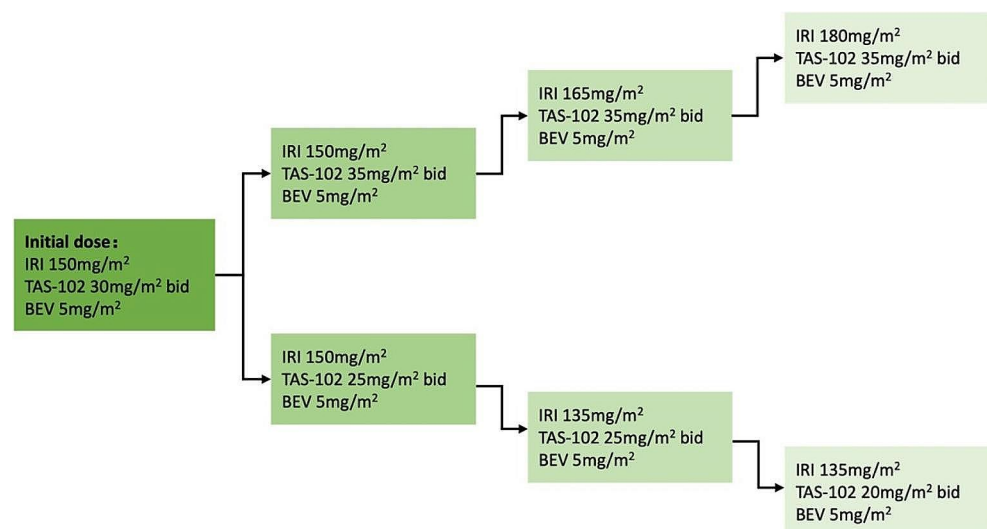 Initial dose：
IRI 150mg/m²
TAS-102 30mg/m² bid
BEV 5mg/m²
IRI 150mg/m²
TAS-102 35mg/m² bid
BEV 5mg/m²
IRI 165mg/m²
TAS-102 35mg/m² bid
BEV 5mg/m²
IRI 180mg/m²
TAS-102 35mg/m² bid
BEV 5mg/m²
IRI 150mg/m²
TAS-102 25mg/m² bid
BEV 5mg/m²
IRI 135mg/m²
TAS-102 25mg/m² bid
BEV 5mg/m²
IRI 135mg/m²
TAS-102 20mg/m² bid
BEV 5mg/m²